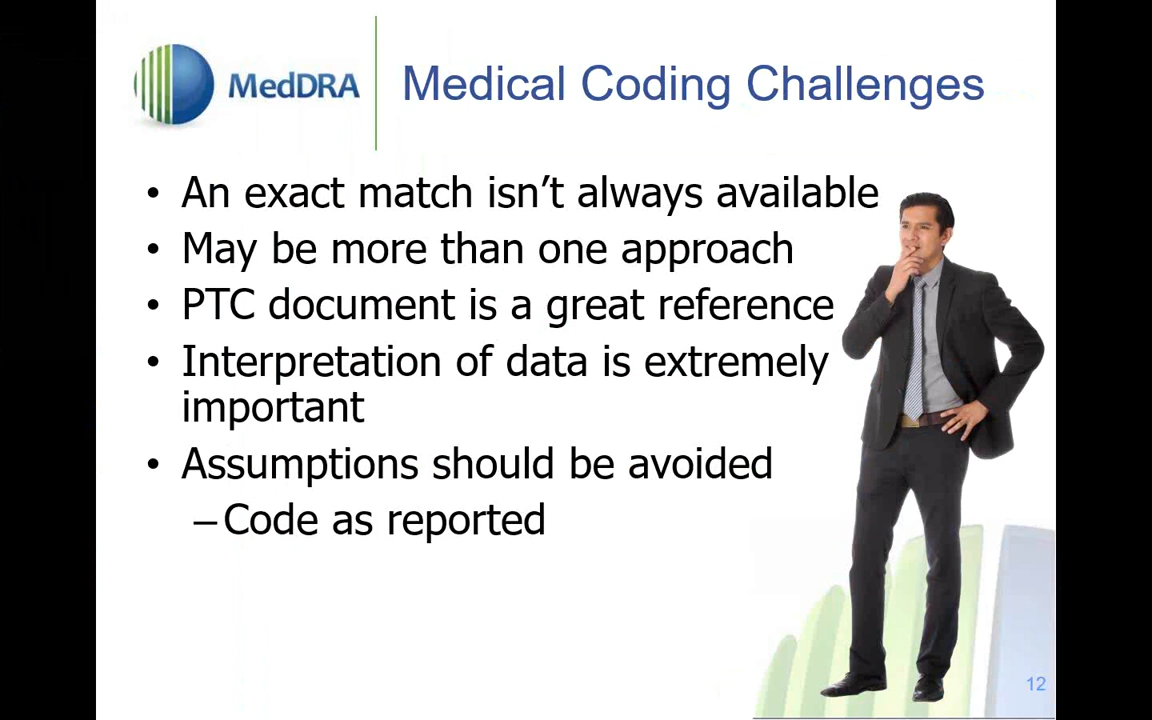 MedDRA
Medical Coding Challenges
• An exact match isn’t always available
• May be more than one approach
• PTC document is a great reference
• Interpretation of data is extremely
important
• Assumptions should be avoided
– Code as reported
12